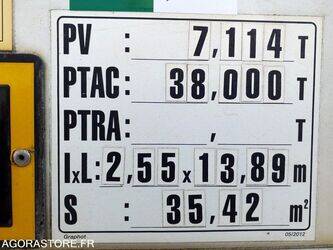 PV : 7,114 T
PTAC : 38,000 T
PTRA : , T
lxL: 2,55 x 13,89 m
S : 35,42 m²
Graphot 05/2012
AGORASTORE.FR